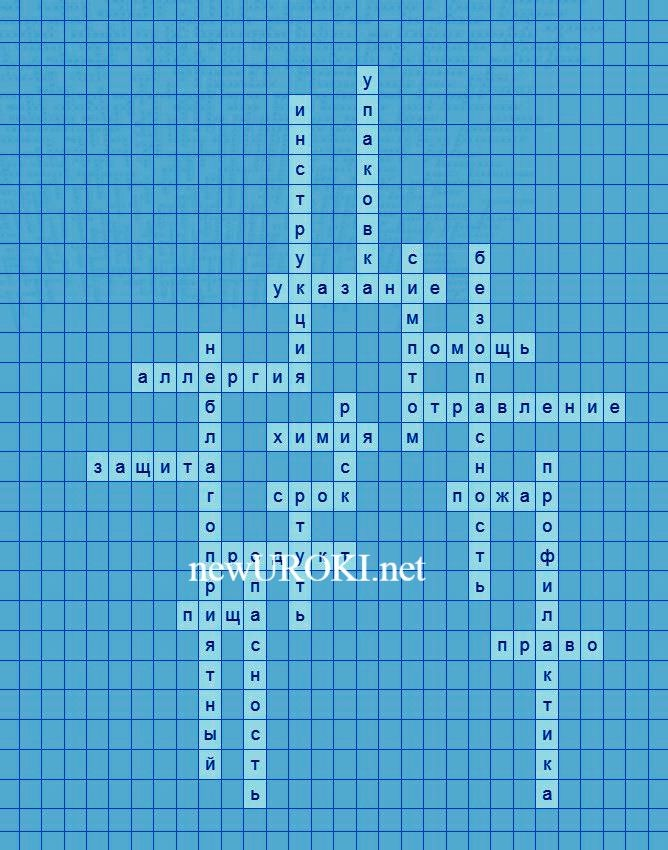 упаковка
инструкция
симптом
безопасность
указание
неблагоприятный
помощь
аллергия
риск
отравление
химия
защита
профилактика
срок
ртуть
пожар
продукт
опасность
newUROKI.net
пища
право